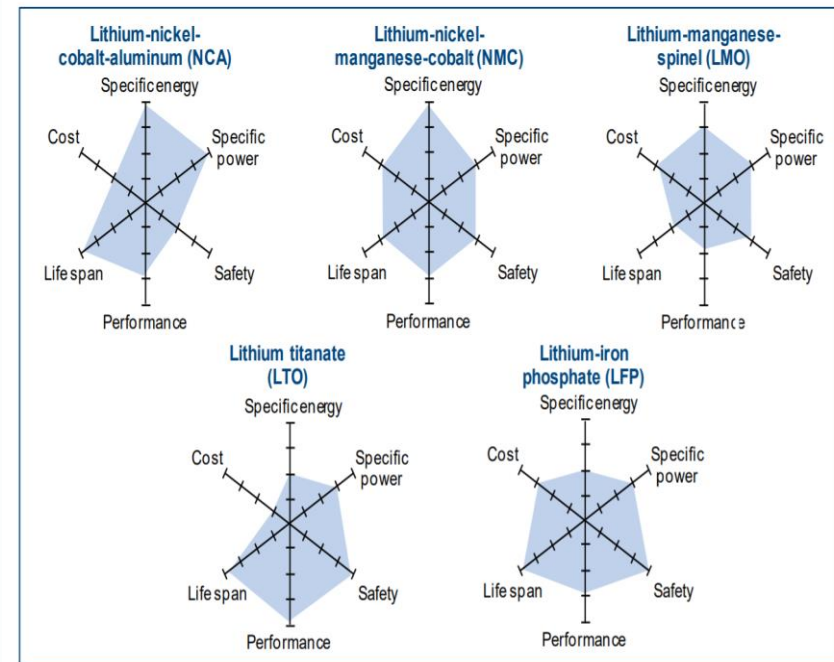 Lithium-nickel-
cobalt-aluminum (NCA)
Specific energy
Cost
Specific
power
Life span
Safety
Performance
Lithium-nickel-
manganese-cobalt (NMC)
Specific energy
Cost
Specific
power
Life span
Safety
Performance
Lithium-manganese-
spinel (LMO)
Specific energy
Cost
Specific
power
Life span
Safety
Performance
Lithium titanate
(LTO)
Specific energy
Cost
Specific
power
Life span
Safety
Performance
Lithium-iron
phosphate (LFP)
Specific energy
Cost
Specific
power
Life span
Safety
Performance